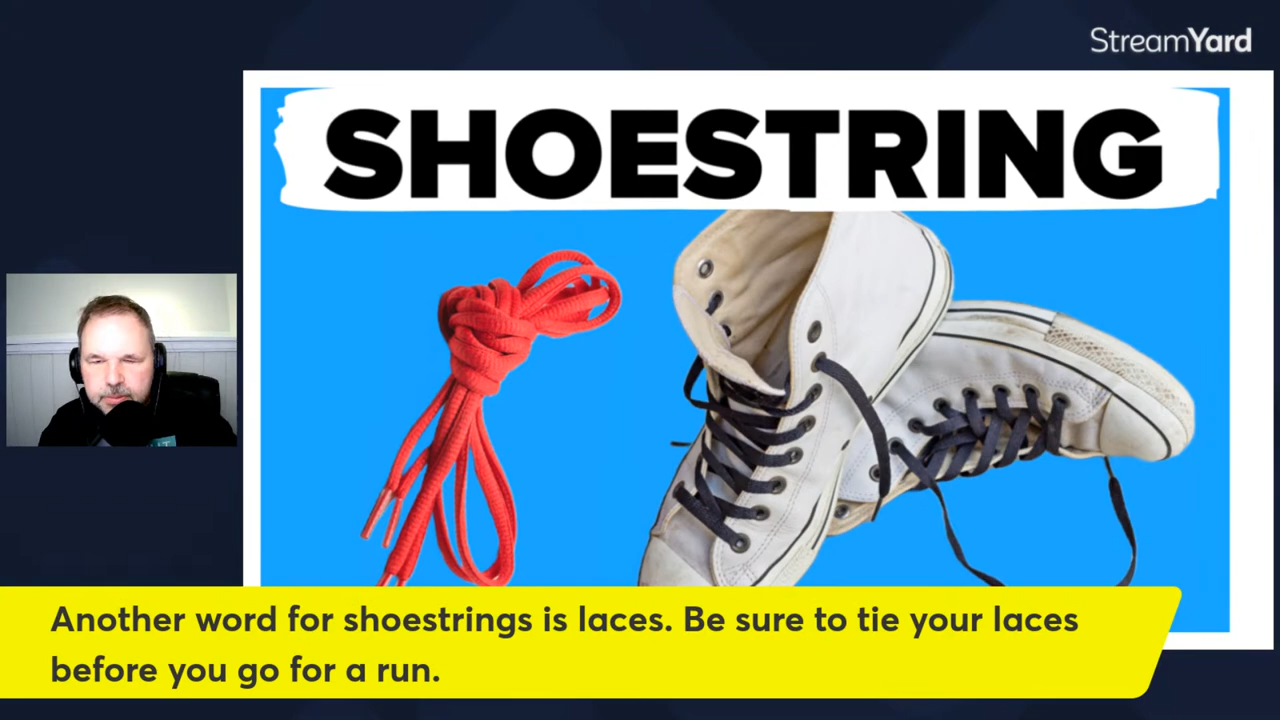 StreamYard
SHOESTRING
Another word for shoestrings is laces. Be sure to tie your laces
before you go for a run.